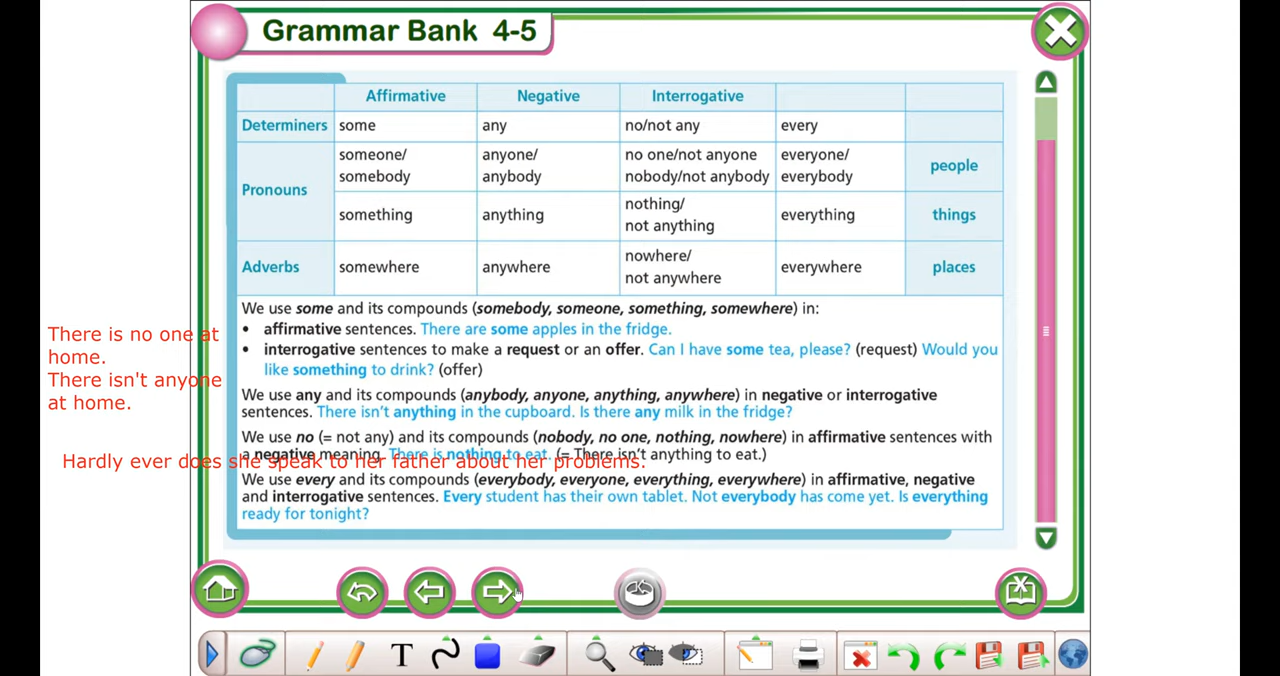 Grammar Bank 4-5
Affirmative Negative Interrogative
Determiners some any no/not any every
someone/ anyone/ no one/not anyone everyone/
somebody anybody nobody/not anybody everybody people
Pronouns
something anything nothing/ everything things
not anything
Adverbs somewhere anywhere nowhere/ everywhere places
not anywhere
We use some and its compounds (somebody, someone, something, somewhere) in:
• affirmative sentences. There are some apples in the fridge.
• interrogative sentences to make a request or an offer. Can I have some tea, please? (request) Would you
like something to drink? (offer)
We use any and its compounds (anybody, anyone, anything, anywhere) in negative or interrogative
sentences. There isn't anything in the cupboard. Is there any milk in the fridge?
We use no (= not any) and its compounds (nobody, no one, nothing, nowhere) in affirmative sentences with
a negative meaning. There is nothing to eat. (= There isn't anything to eat.)
We use every and its compounds (everybody, everyone, everything, everywhere) in affirmative, negative
and interrogative sentences. Every student has their own tablet. Not everybody has come yet. Is everything
ready for tonight?
There is no one at
home.
There isn't anyone
at home.
Hardly ever does she speak to her father about her problems.
T